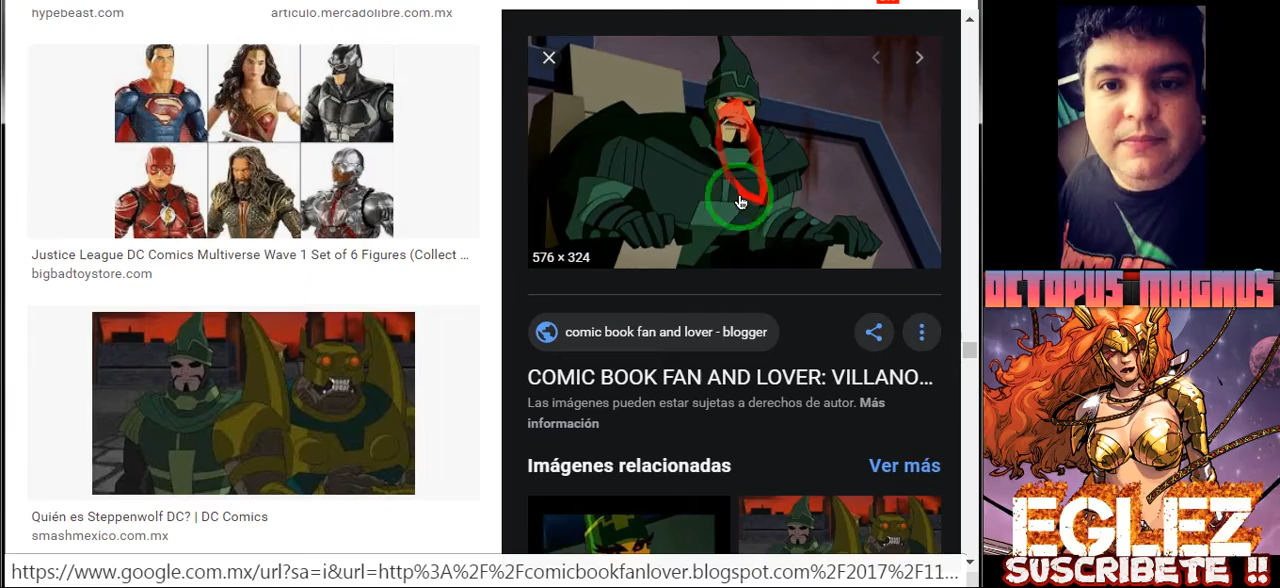 hypebeast.com
articulo.mercadolibre.com.mx
Justice League DC Comics Multiverse Wave 1 Set of 6 Figures (Collect ...
bigbadtoystore.com
Quién es Steppenwolf DC? | DC Comics
smashmexico.com.mx
576 × 324
comic book fan and lover - blogger
COMIC BOOK FAN AND LOVER: VILLANO...
Las imágenes pueden estar sujetas a derechos de autor. Más
información
Imágenes relacionadas
Ver más
https://www.google.com.mx/url?sa=i&url=http%3A%2F%2Fcomicbookfanlover.blogspot.com%2F2017%2F11...
OCTOPUS MAGNUS
EGLEZ
SUSCRIBETE !!